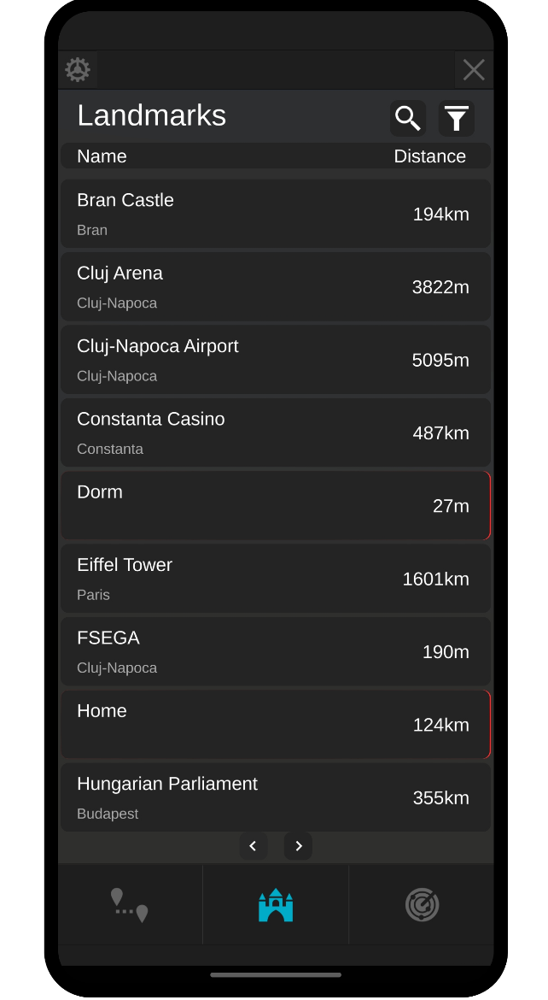 Landmarks
Name Distance
Bran Castle
194km
Bran
Cluj Arena
3822m
Cluj-Napoca
Cluj-Napoca Airport
5095m
Cluj-Napoca
Constanta Casino
487km
Constanta
Dorm
27m
Eiffel Tower
1601km
Paris
FSEGA
190m
Cluj-Napoca
Home
124km
Hungarian Parliament
355km
Budapest